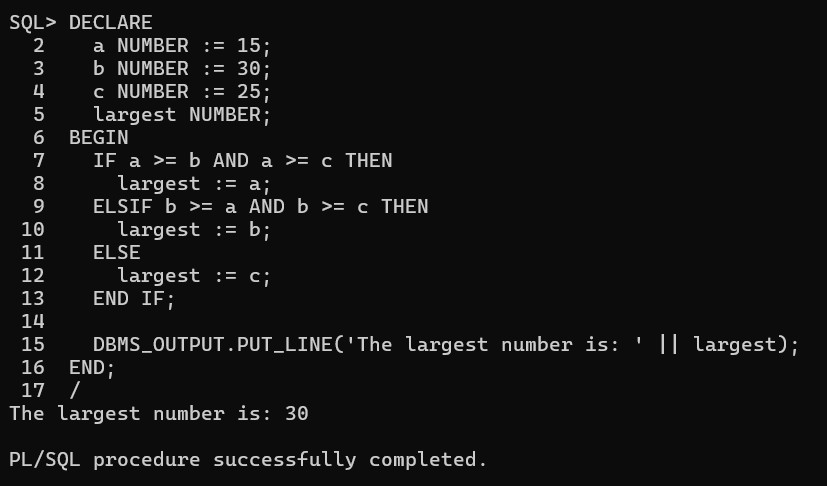 SQL> DECLARE
  2    a NUMBER := 15;
  3    b NUMBER := 30;
  4    c NUMBER := 25;
  5    largest NUMBER;
  6  BEGIN
  7    IF a >= b AND a >= c THEN
  8      largest := a;
  9    ELSIF b >= a AND b >= c THEN
 10      largest := b;
 11    ELSE
 12      largest := c;
 13    END IF;
 14
 15    DBMS_OUTPUT.PUT_LINE('The largest number is: ' || largest);
 16  END;
 17  /
The largest number is: 30

PL/SQL procedure successfully completed.